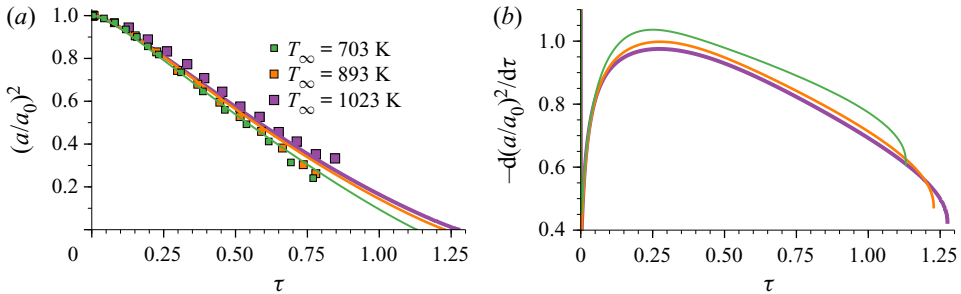 (a)
1.0
0.8
0.6
0.4
0.2
(a/a₀)²
0
0.25
0.50
0.75
1.00
1.25
τ
T∞ = 703 K
T∞ = 893 K
T∞ = 1023 K
(b)
1.0
0.8
0.6
0.4
−d(a/a₀)²/dτ
0
0.25
0.50
0.75
1.00
1.25
τ